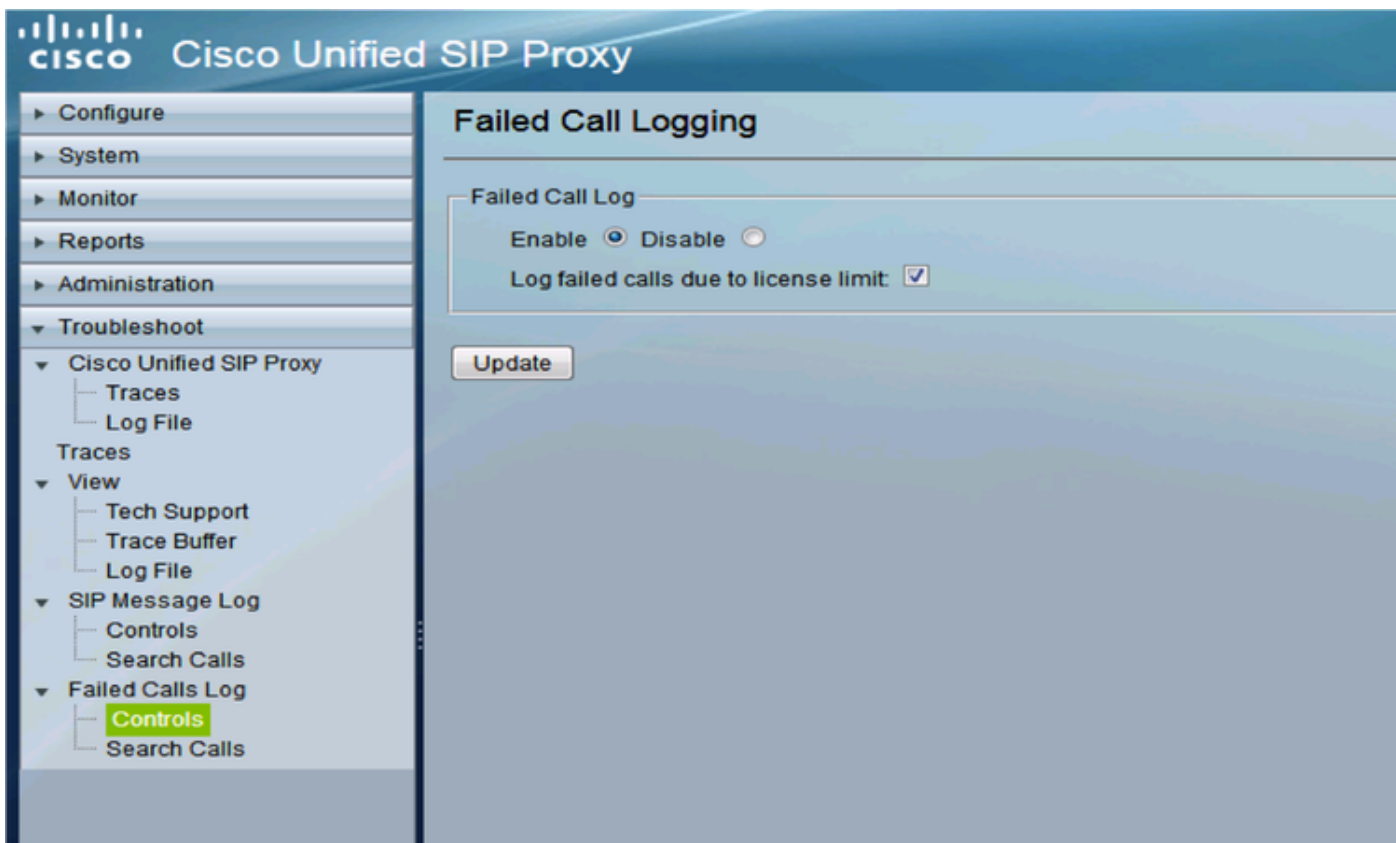 CISCO Cisco Unified SIP Proxy
Configure
System
Monitor
Reports
Administration
Troubleshoot
Cisco Unified SIP Proxy
Traces
Log File
Traces
View
Tech Support
Trace Buffer
Log File
SIP Message Log
Controls
Search Calls
Failed Calls Log
Controls
Search Calls
Failed Call Logging
Failed Call Log
Enable Disable
Log failed calls due to license limit:
Update